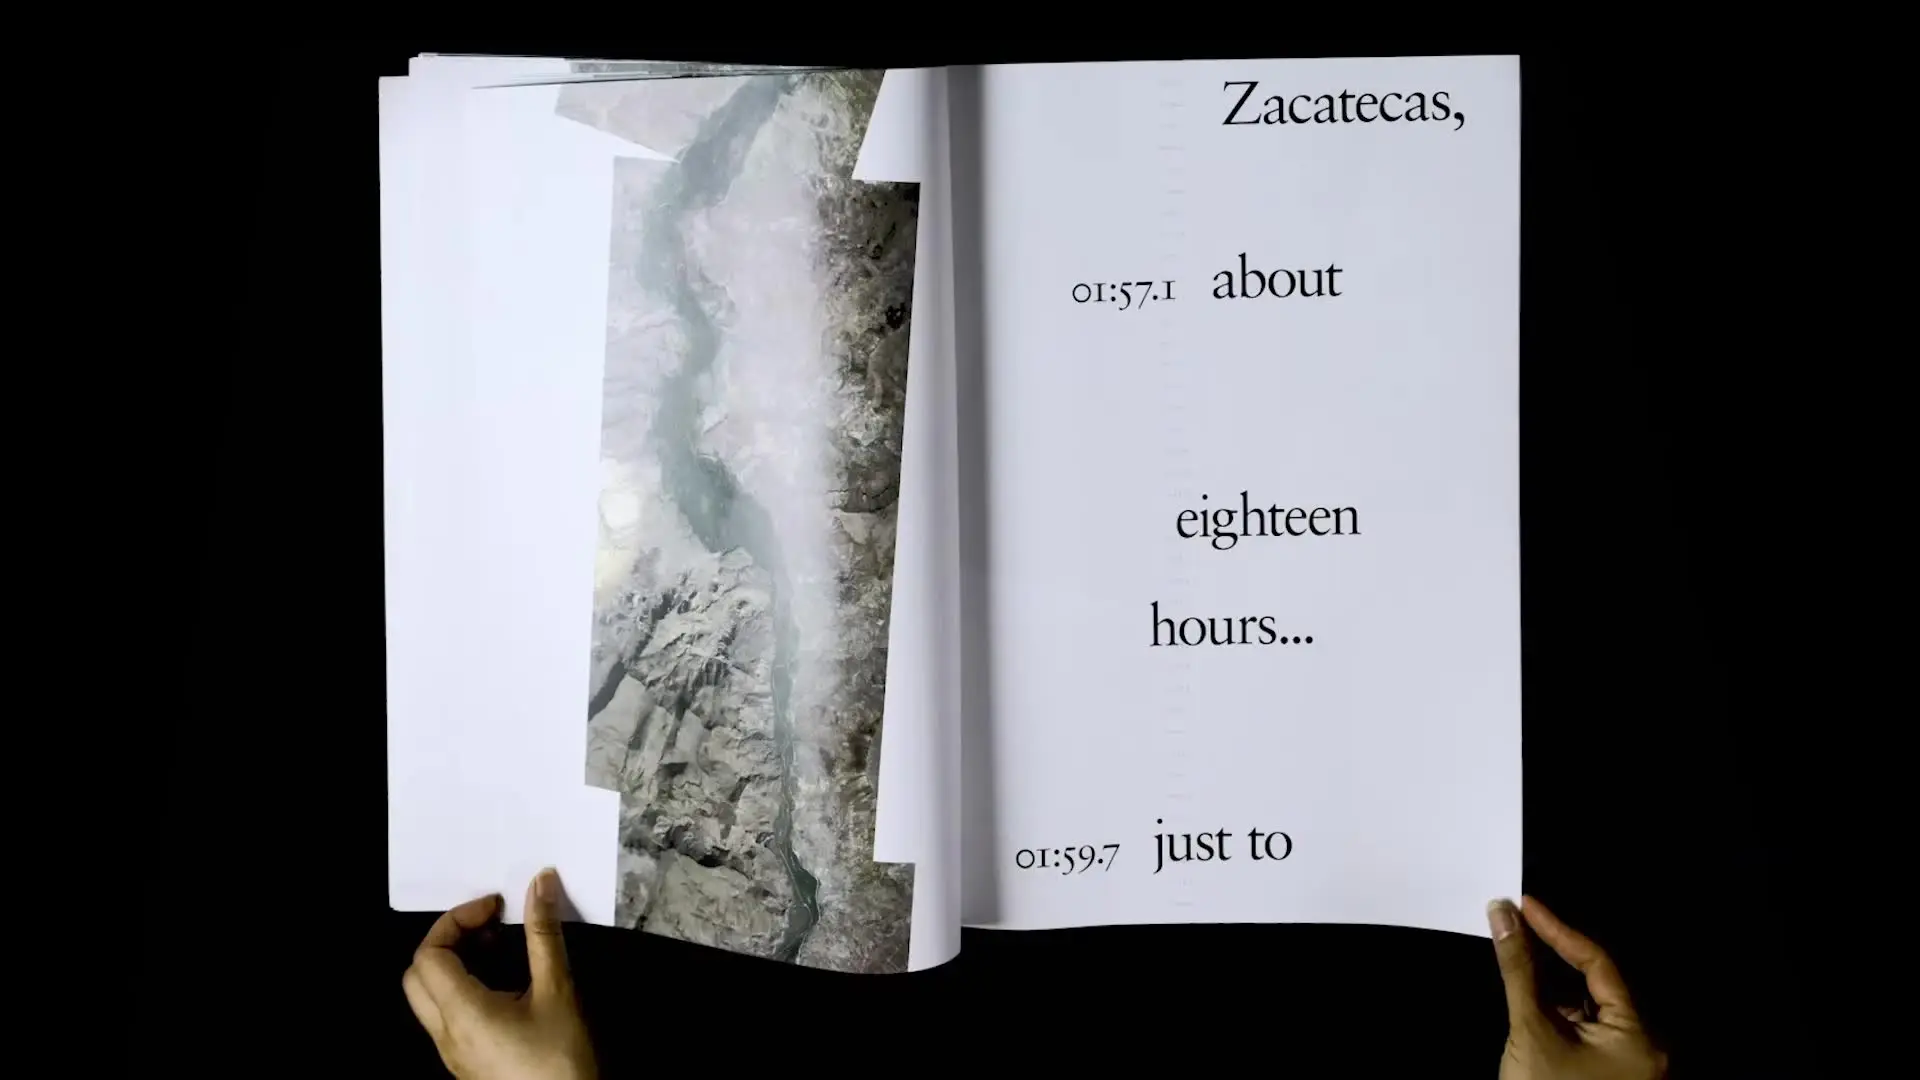 Zacatecas,
01:57.1 about
eighteen
hours...
01:59.7 just to